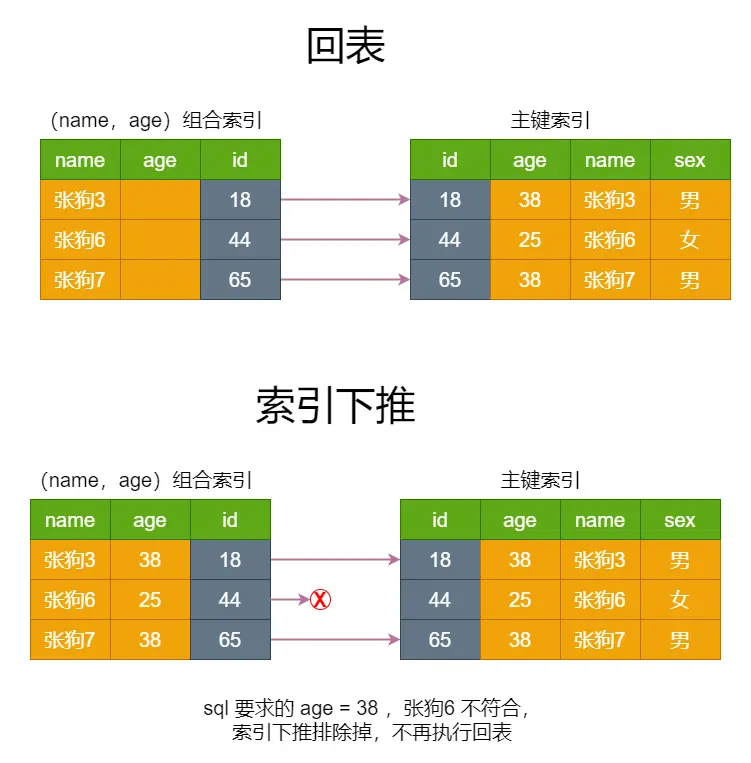 回表
（name，age）组合索引
主键索引
name age id
id age name sex
张狗3 18
18 38 张狗3 男
张狗6 44
44 25 张狗6 女
张狗7 65
65 38 张狗7 男
索引下推
（name，age）组合索引
主键索引
name age id
id age name sex
张狗3 38 18
18 38 张狗3 男
张狗6 25 44
X
44 25 张狗6 女
张狗7 38 65
65 38 张狗7 男
sql 要求的 age = 38 ，张狗6 不符合，
索引下推排除掉，不再执行回表